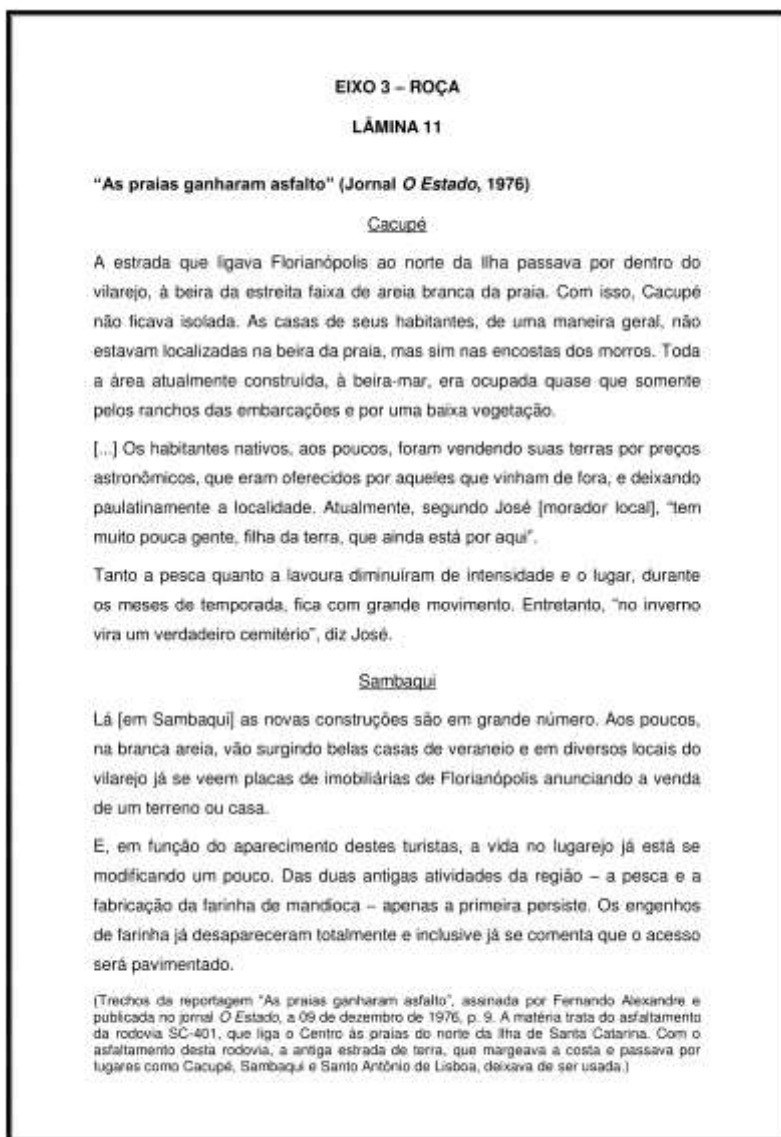 EIXO 3 – ROÇA
LÂMINA 11
“As praias ganharam asfalto” (Jornal O Estado, 1976)
Cacupé
A estrada que ligava Florianópolis ao norte da Ilha passava por dentro do
vilarejo, à beira da estreita faixa de areia branca da praia. Com isso, Cacupé
não ficava isolada. As casas de seus habitantes, de uma maneira geral, não
estavam localizadas na beira da praia, mas sim nas encostas dos morros. Toda
a área atualmente construída, à beira-mar, era ocupada quase que somente
pelos ranchos das embarcações e por uma baixa vegetação.
[...] Os habitantes nativos, aos poucos, foram vendendo suas terras por preços
astronômicos, que eram oferecidos por aqueles que vinham de fora, e deixando
paulatinamente a localidade. Atualmente, segundo José [morador local], “tem
muito pouca gente, filha da terra, que ainda está por aqui”.
Tanto a pesca quanto a lavoura diminuíram de intensidade e o lugar, durante
os meses de temporada, fica com grande movimento. Entretanto, “no inverno
vira um verdadeiro cemitério”, diz José.
Sambaqui
Lá [em Sambaqui] as novas construções são em grande número. Aos poucos,
na branca areia, vão surgindo belas casas de veraneio e em diversos locais do
vilarejo já se veem placas de imobiliárias de Florianópolis anunciando a venda
de um terreno ou casa.
E, em função do aparecimento destes turistas, a vida no lugarejo já está se
modificando um pouco. Das duas antigas atividades da região – a pesca e a
fabricação da farinha de mandioca – apenas a primeira persiste. Os engenhos
de farinha já desapareceram totalmente e inclusive já se comenta que o acesso
será pavimentado.
(Trechos da reportagem “As praias ganharam asfalto”, assinada por Fernando Alexandre e
publicada no jornal O Estado, a 09 de dezembro de 1976, p. 9. A matéria trata do asfaltamento
da rodovia SC-401, que liga o Centro às praias do norte da Ilha de Santa Catarina. Com o
asfaltamento desta rodovia, a antiga estrada de terra, que margeava a costa e passava por
lugares como Cacupé, Sambaqui e Santo Antônio de Lisboa, deixava de ser usada.)